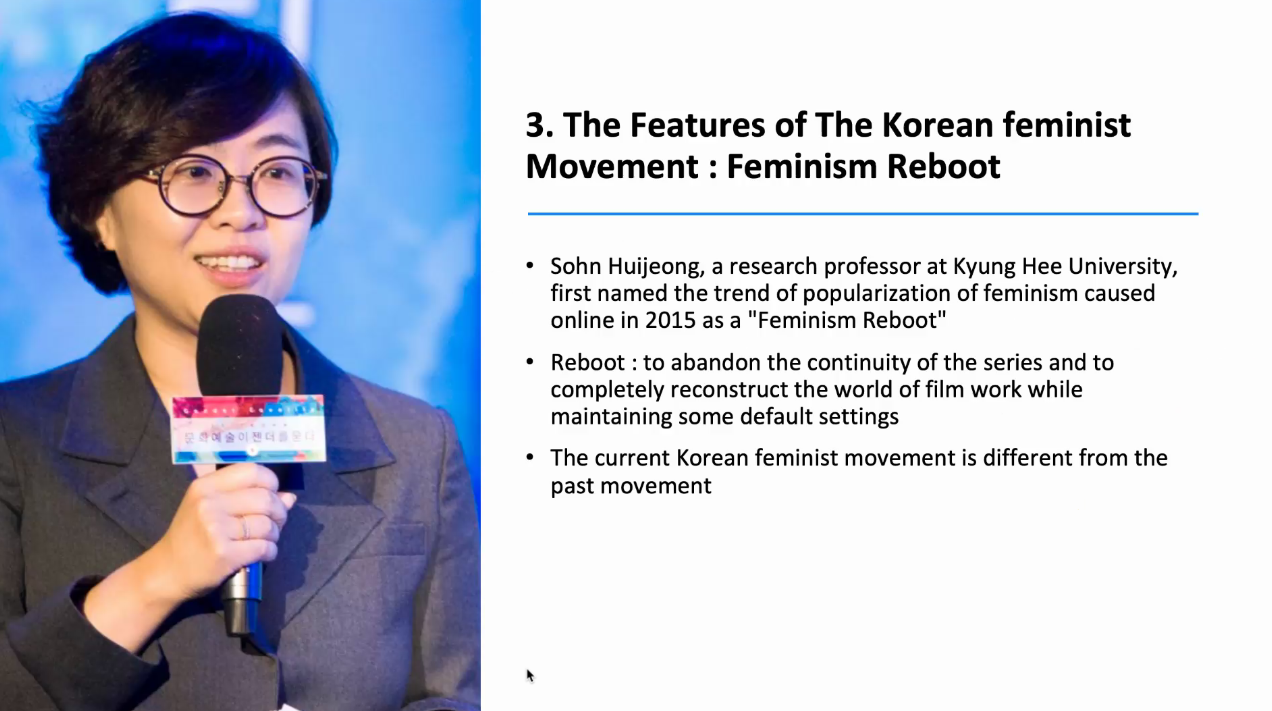 3. The Features of The Korean feminist
Movement : Feminism Reboot
• Sohn Huijeong, a research professor at Kyung Hee University,
first named the trend of popularization of feminism caused
online in 2015 as a "Feminism Reboot"
• Reboot : to abandon the continuity of the series and to
completely reconstruct the world of film work while
maintaining some default settings
• The current Korean feminist movement is different from the
past movement
문화예술이젠더를묻다